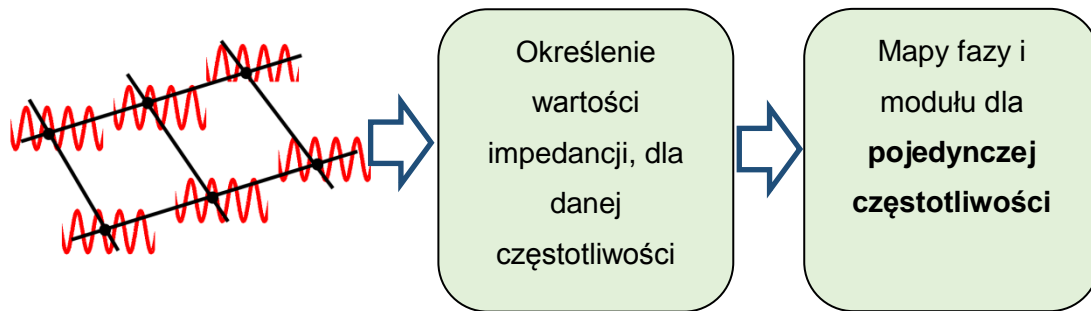 Określenie
wartości
impedancji, dla
danej
częstotliwości
Mapy fazy i
modułu dla
pojedynczej
częstotliwości